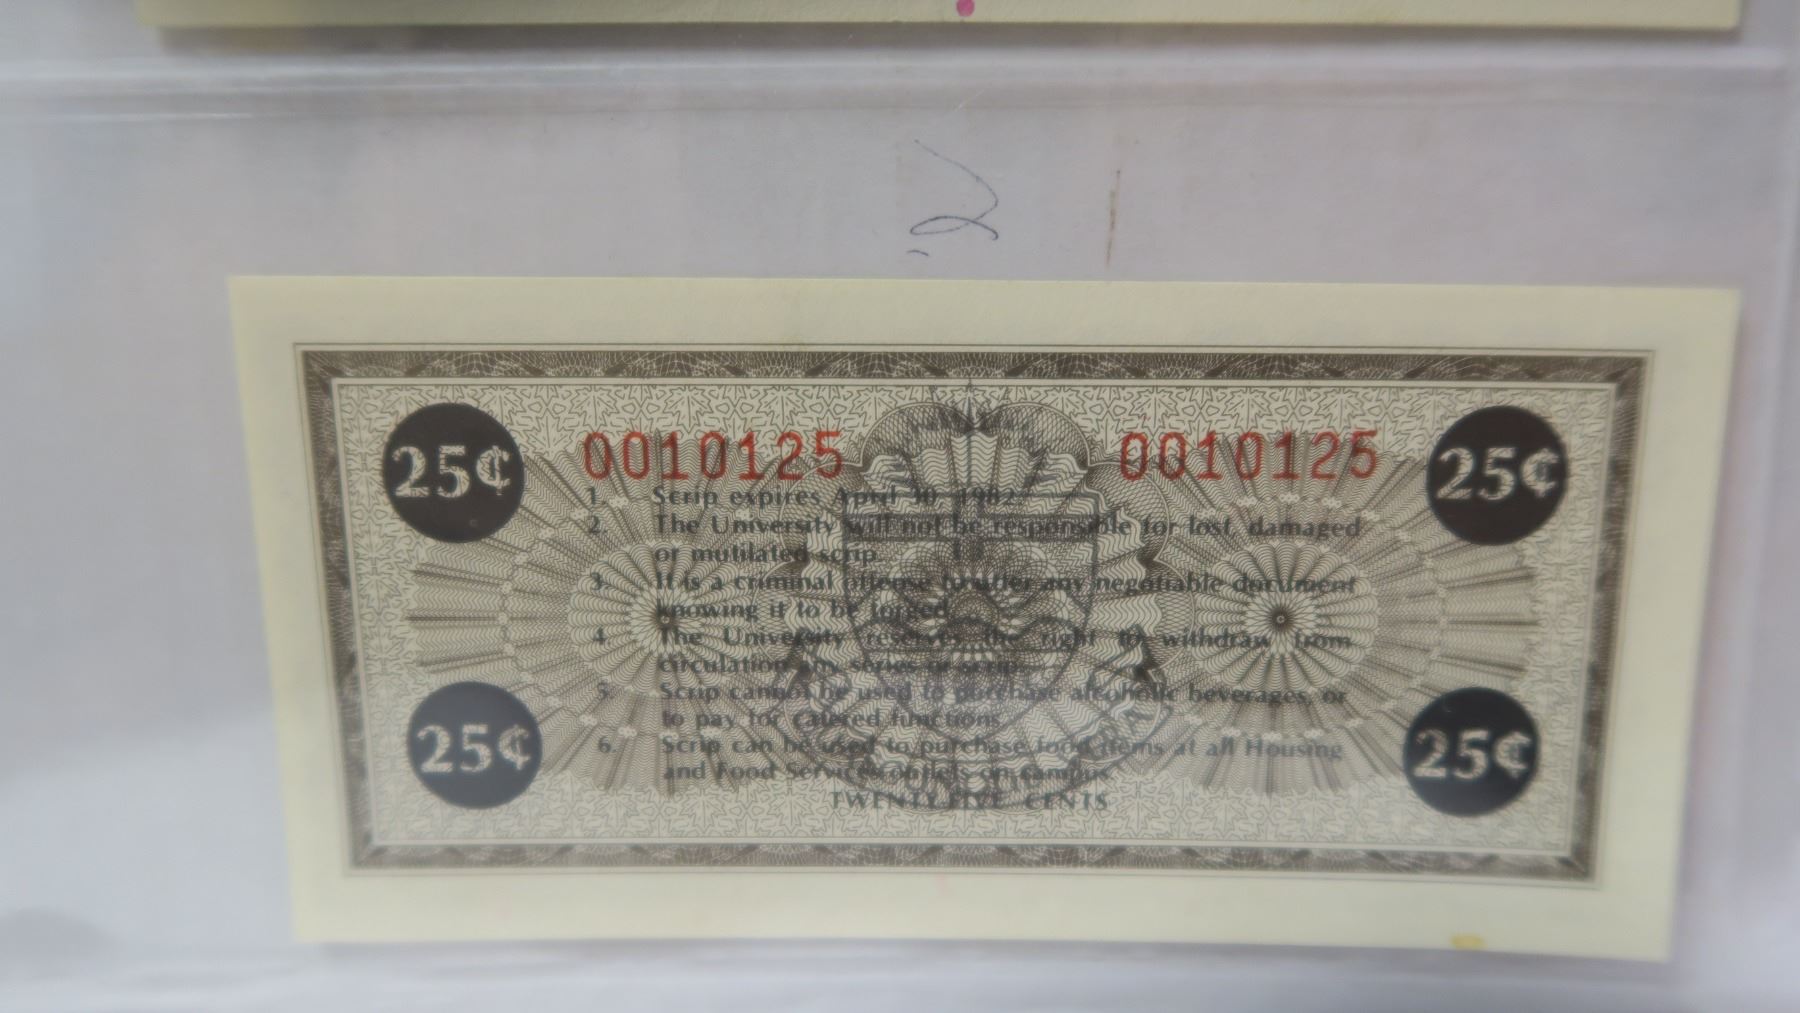 25¢ 0010125 0010125 25¢
1. Scrip expires April 30, 1982
2. The University will not be responsible for lost, damaged
or mutilated scrip.
3. It is a criminal offense to utter any negotiable document
knowing it to be forged
4. The University reserves the right to withdraw from
circulation any series of scrip.
5. Scrip cannot be used to purchase alcoholic beverages, or
to pay for catered functions.
6. Scrip can be used to purchase food items at all Housing
and Food Services outlets on campus.
25¢ 25¢
TWENTY FIVE CENTS